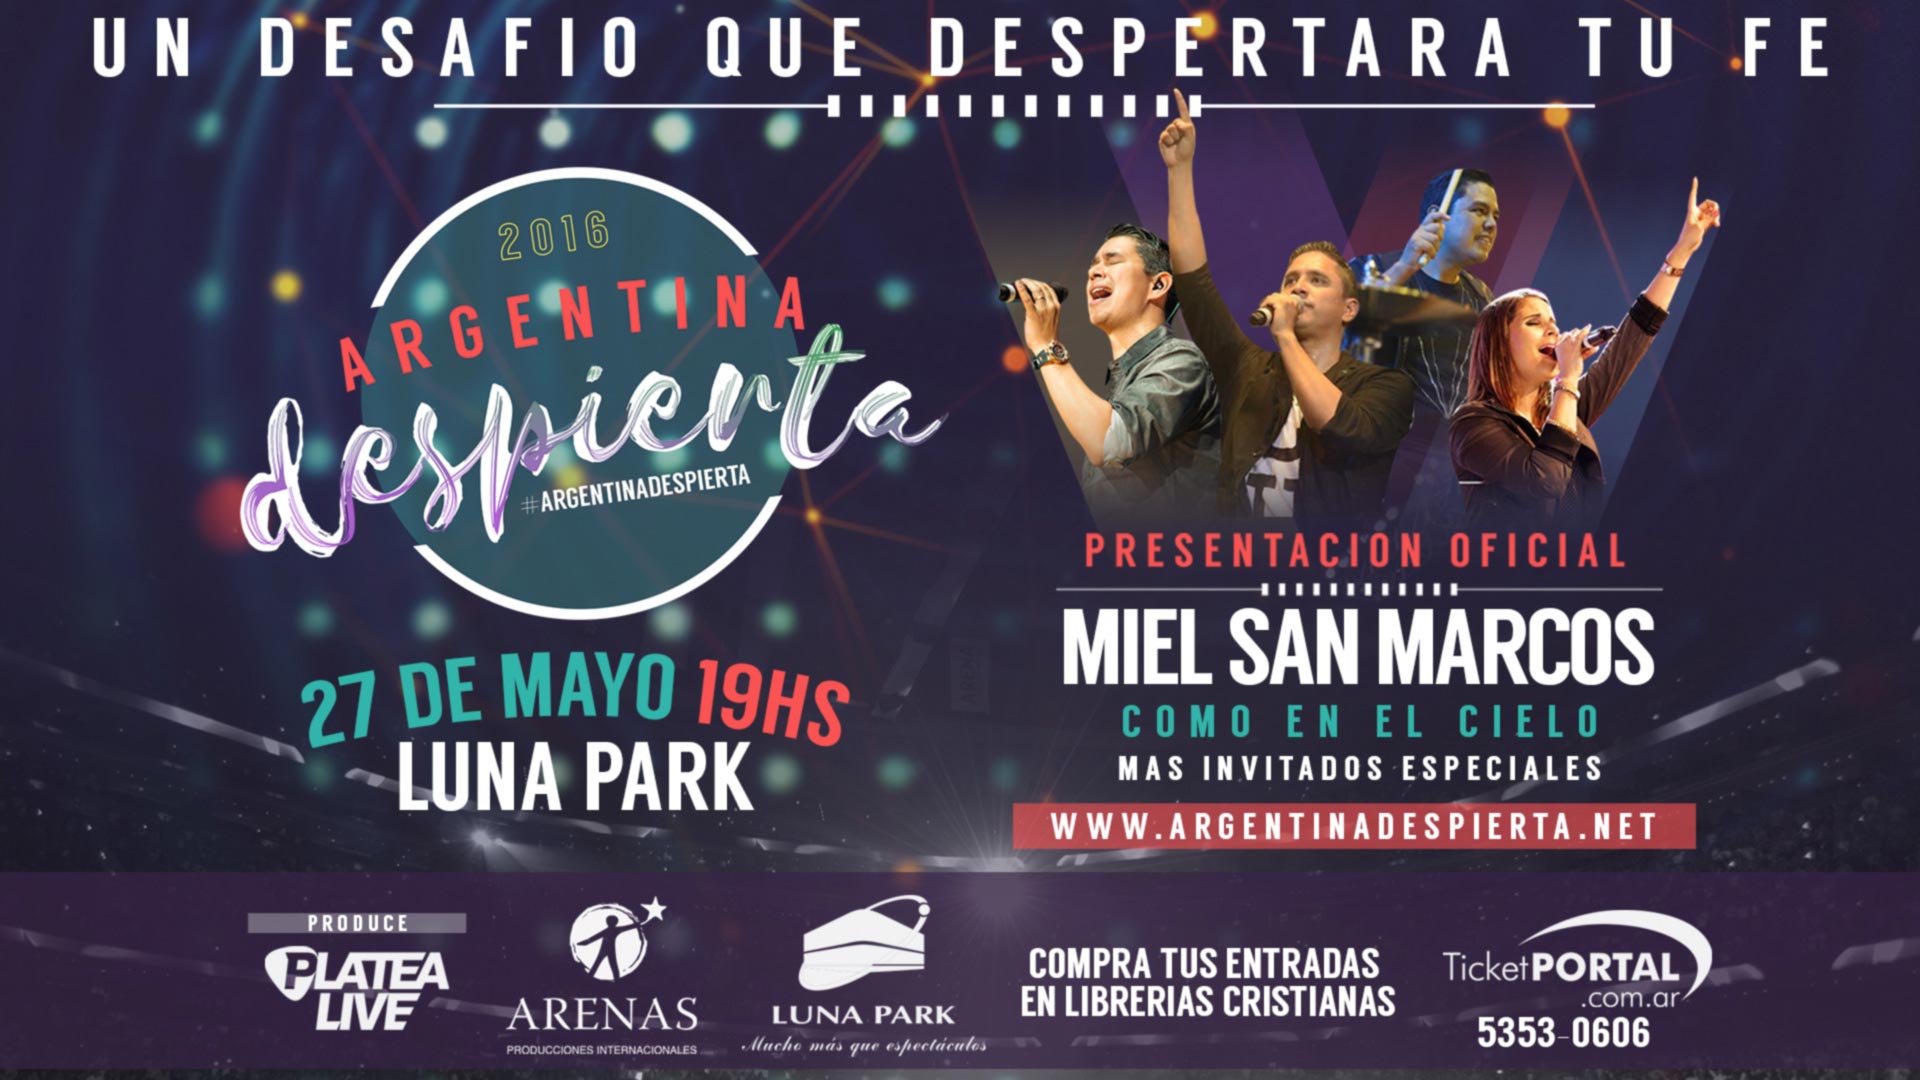 UN DESAFIO QUE DESPERTARA TU FE
2016
ARGENTINA
despierta
#ARGENTINADESPIERTA
27 DE MAYO 19HS
LUNA PARK
PRESENTACION OFICIAL
MIEL SAN MARCOS
COMO EN EL CIELO
MAS INVITADOS ESPECIALES
WWW.ARGENTINADESPIERTA.NET
PRODUCE
PLATEA
LIVE
ARENAS
PRODUCCIONES INTERNACIONALES
LUNA PARK
Mucho más que espectáculos
COMPRA TUS ENTRADAS
EN LIBRERIAS CRISTIANAS
TicketPORTAL
.com.ar
5353-0606
ARENA